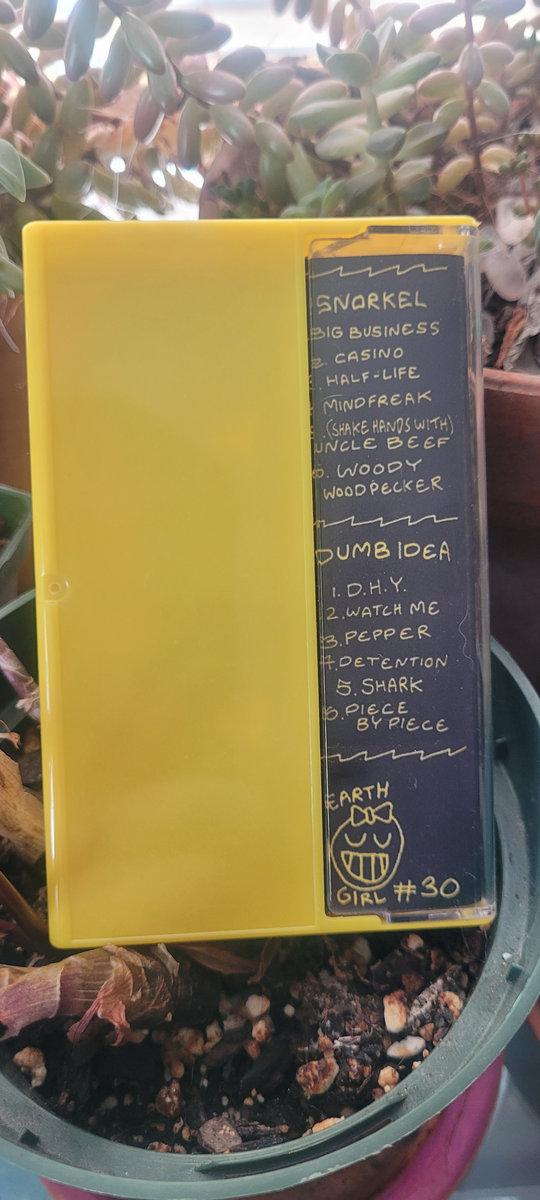 SNORKEL
BIG BUSINESS
2. CASINO
HALF-LIFE
MINDFREAK
(SHAKE HANDS WITH)
UNCLE BEEF
6. WOODY
WOODPECKER
DUMB IDEA
1. D.H.Y.
2. WATCH ME
3. PEPPER
4. DETENTION
5. SHARK
6. PIECE
BY PIECE
EARTH
GIRL #30